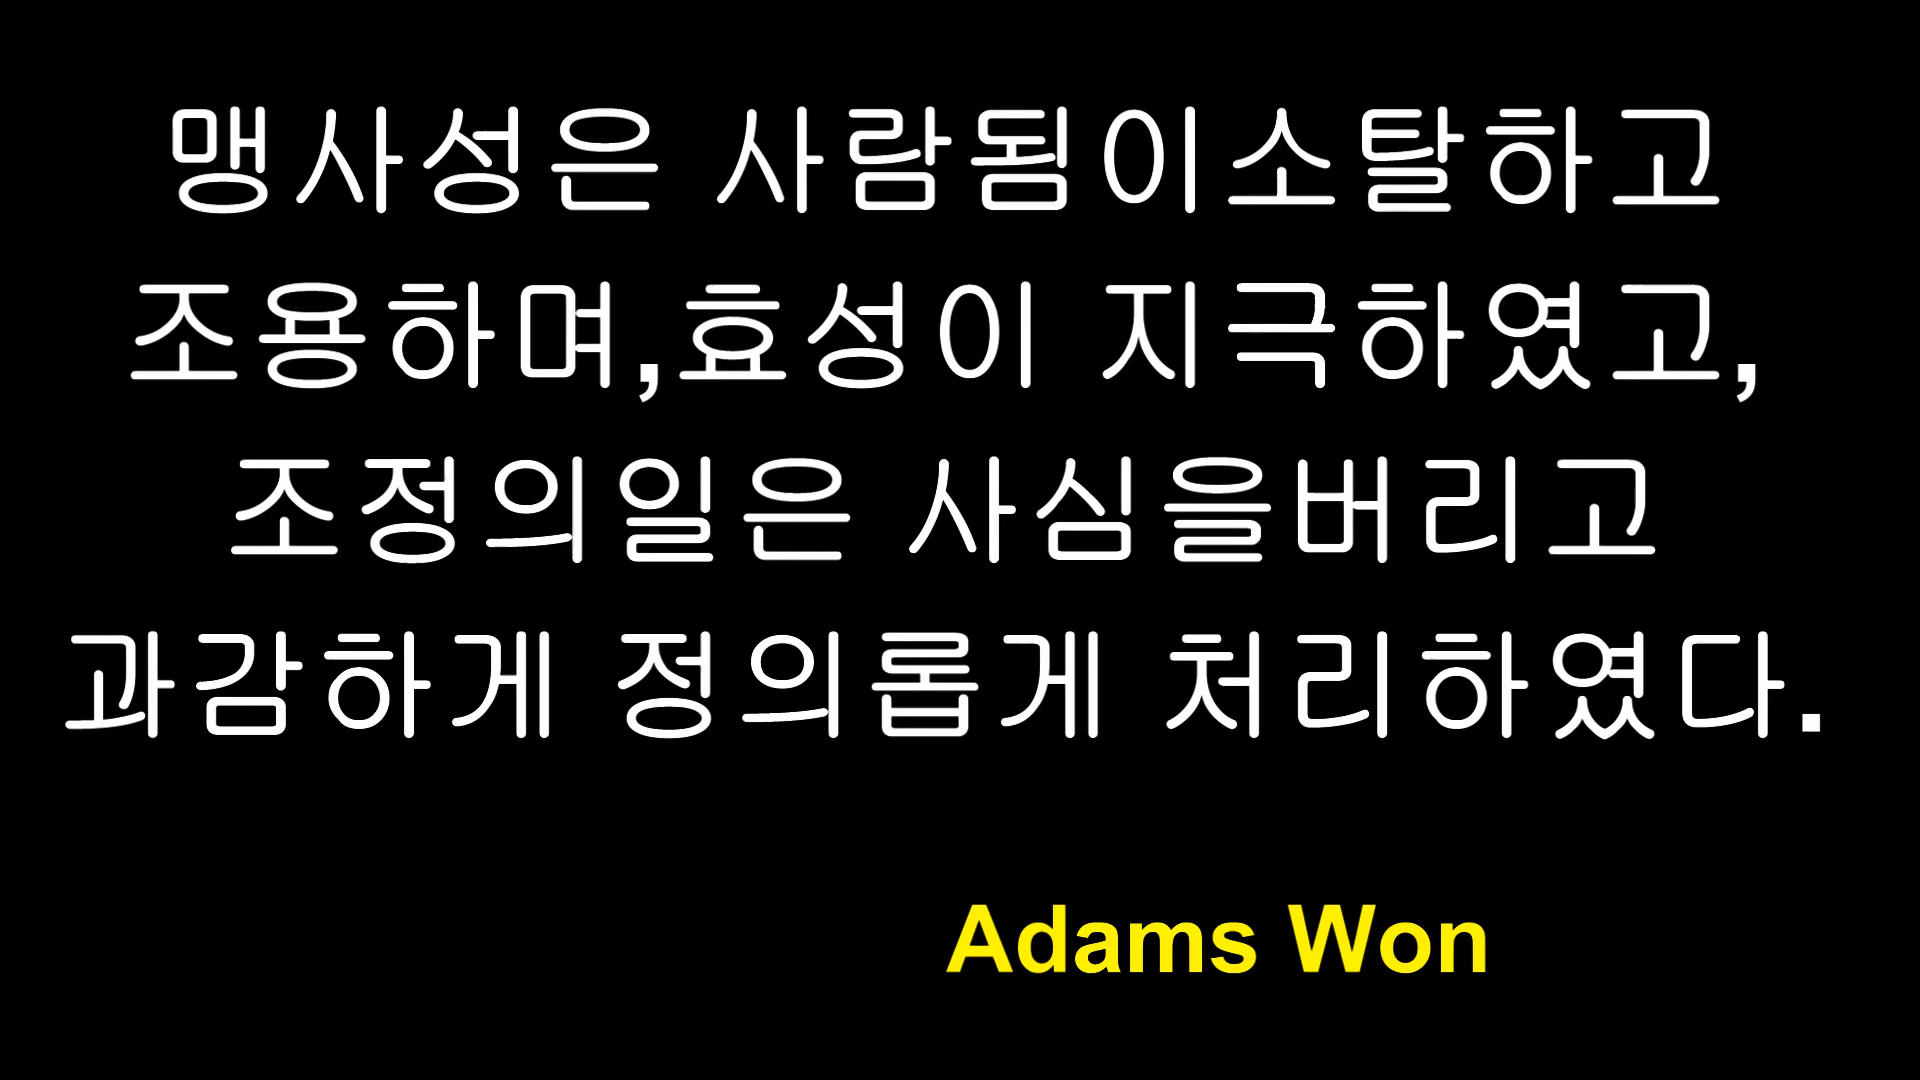 맹사성은 사람됨이소탈하고
조용하며,효성이 지극하였고,
조정의일은 사심을버리고
과감하게 정의롭게 처리하였다.
Adams Won